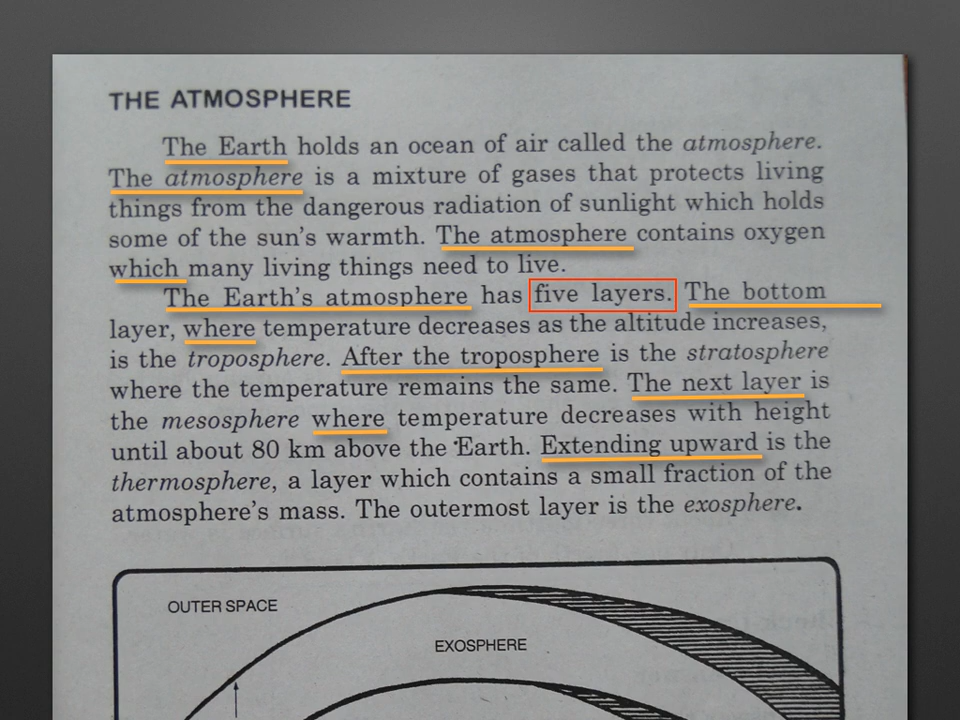 THE ATMOSPHERE
The Earth holds an ocean of air called the atmosphere.
The atmosphere is a mixture of gases that protects living
things from the dangerous radiation of sunlight which holds
some of the sun's warmth. The atmosphere contains oxygen
which many living things need to live.
The Earth's atmosphere has five layers. The bottom
layer, where temperature decreases as the altitude increases,
is the troposphere. After the troposphere is the stratosphere
where the temperature remains the same. The next layer is
the mesosphere where temperature decreases with height
until about 80 km above the Earth. Extending upward is the
thermosphere, a layer which contains a small fraction of the
atmosphere's mass. The outermost layer is the exosphere.
OUTER SPACE
EXOSPHERE